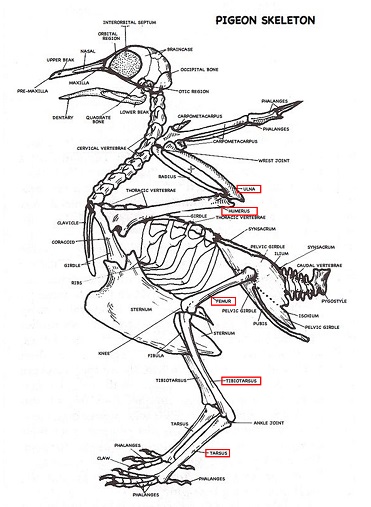 PIGEON SKELETON
INTERORBITAL SEPTUM
ORBITAL
REGION
NASAL
UPPER BEAK
BRAINCASE
OCCIPITAL BONE
MAXILLA
PRE-MAXILLA
OTIC REGION
DENTARY
QUADRATE
BONE
LOWER BEAK
PHALANGES
CARPOMETACARPUS
PHALANGES
CARPOMETACARPUS
CERVICAL VERTEBRAE
WRIST JOINT
RADIUS
ULNA
THORACIC VERTEBRAE
HUMERUS
GIRDLE
THORACIC VERTEBRAE
CLAVICLE
SYNSACRUM
CORACOID
PELVIC GIRDLE
SYNSACRUM
ILIUM
CAUDAL VERTEBRAE
GIRDLE
RIBS
PYGOSTYLE
FEMUR
STERNUM
PELVIC GIRDLE
ISCHIUM
PUBIS
PELVIC GIRDLE
STERNUM
KNEE
FIBULA
TIBIOTARSUS
TIBIOTARSUS
TARSUS
ANKLE JOINT
PHALANGES
CLAW
TARSUS
PHALANGES
PHALANGES